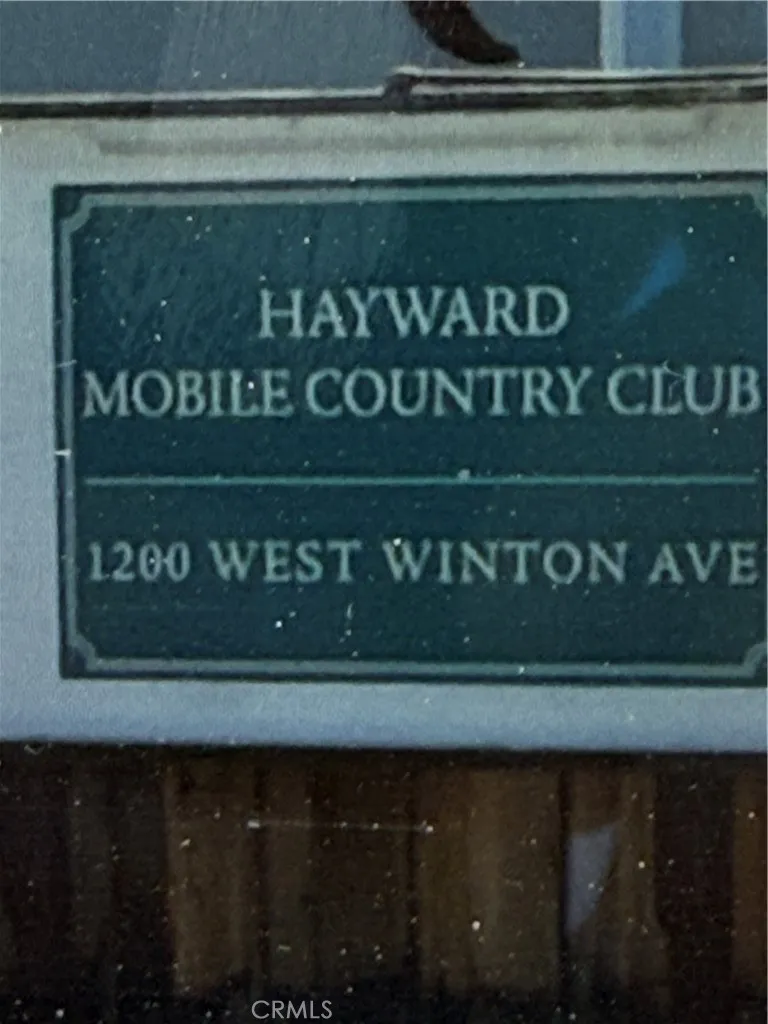 HAYWARD
MOBILE COUNTRY CLUB
1200 WEST WINTON AVE
CRMLS